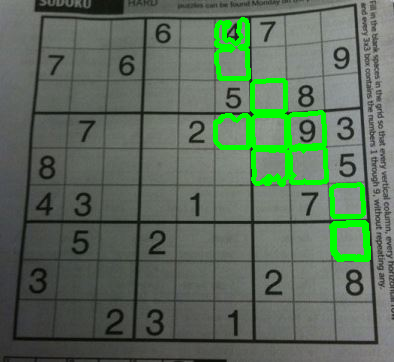 SUDOKU HARD puzzles can be found Monday on
6 4 7
7 6 9
5 8
7 2 9 3
8 5
4 3 1 7
5 2
3 2 8
2 3 1
Fill in the blank spaces in the grid so that every vertical column, every horizontal row
and every 3x3 box contains the numbers 1 through 9, without repeating any.